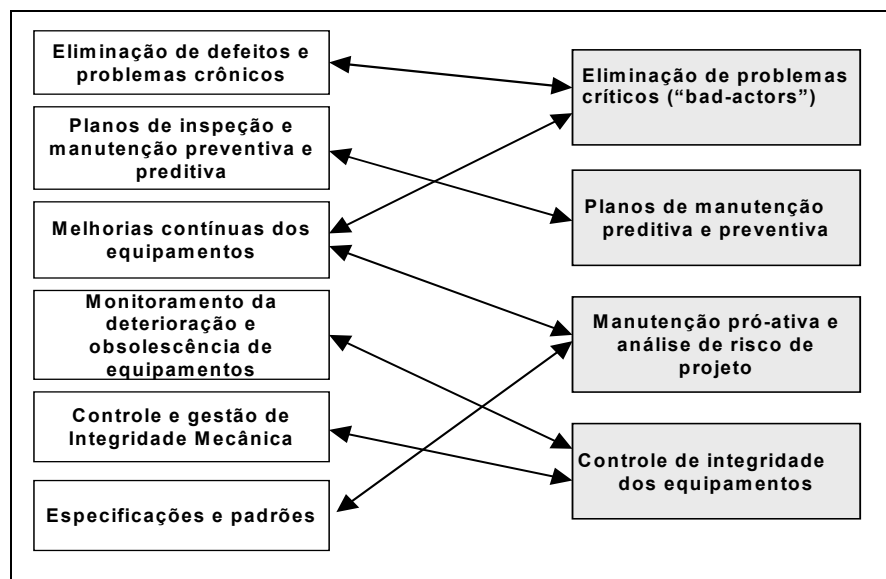 Eliminação de defeitos e
problemas crônicos
Planos de inspeção e
manutenção preventiva e
preditiva
Melhorias contínuas dos
equipamentos
Monitoramento da
deterioração e
obsolescência de
equipamentos
Controle e gestão de
Integridade Mecânica
Especificações e padrões
Eliminação de problemas
críticos (“bad-actors”)
Planos de manutenção
preditiva e preventiva
Manutenção pró-ativa e
análise de risco de
projeto
Controle de integridade
dos equipamentos